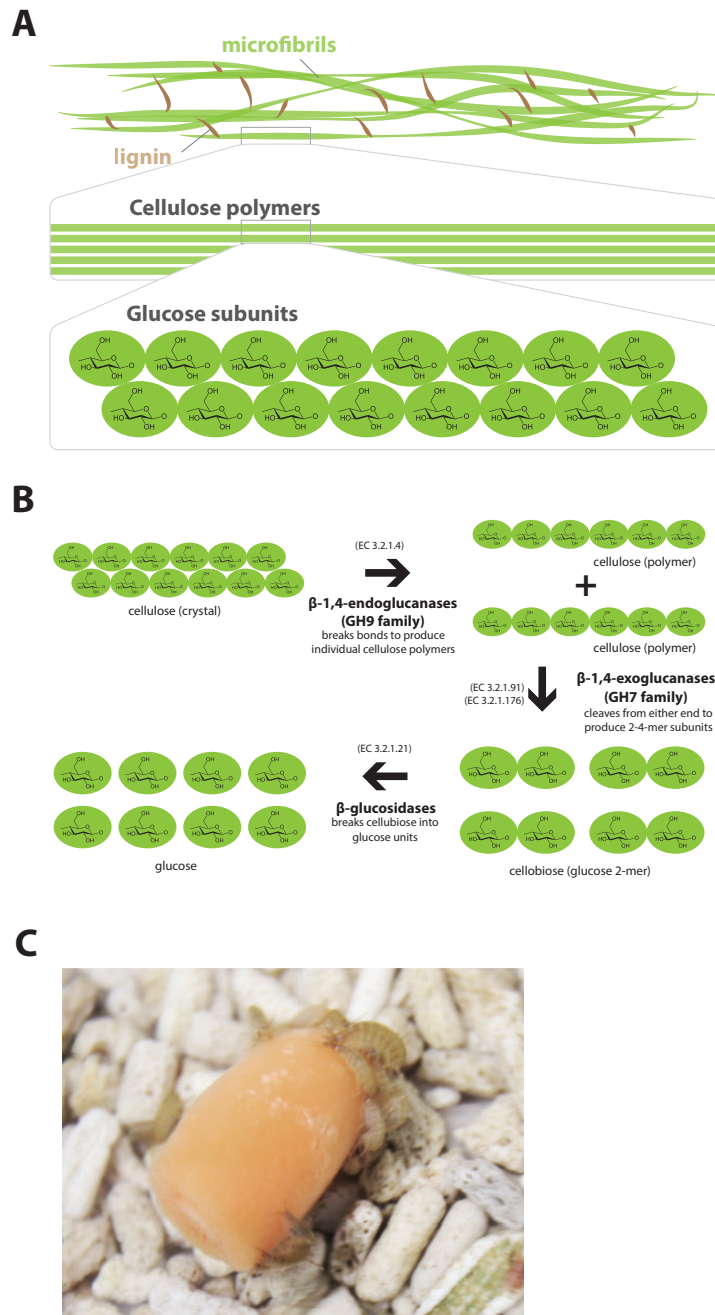 A
microfibrils
lignin
Cellulose polymers
Glucose subunits
B
(EC 3.2.1.4)
cellulose (crystal)
β-1,4-endoglucanases
(GH9 family)
breaks bonds to produce
individual cellulose polymers
cellulose (polymer)
+
cellulose (polymer)
(EC 3.2.1.91)
(EC 3.2.1.176)
β-1,4-exoglucanases
(GH7 family)
cleaves from either end to
produce 2-4-mer subunits
(EC 3.2.1.21)
β-glucosidases
breaks cellubiose into
glucose units
glucose
cellobiose (glucose 2-mer)
C